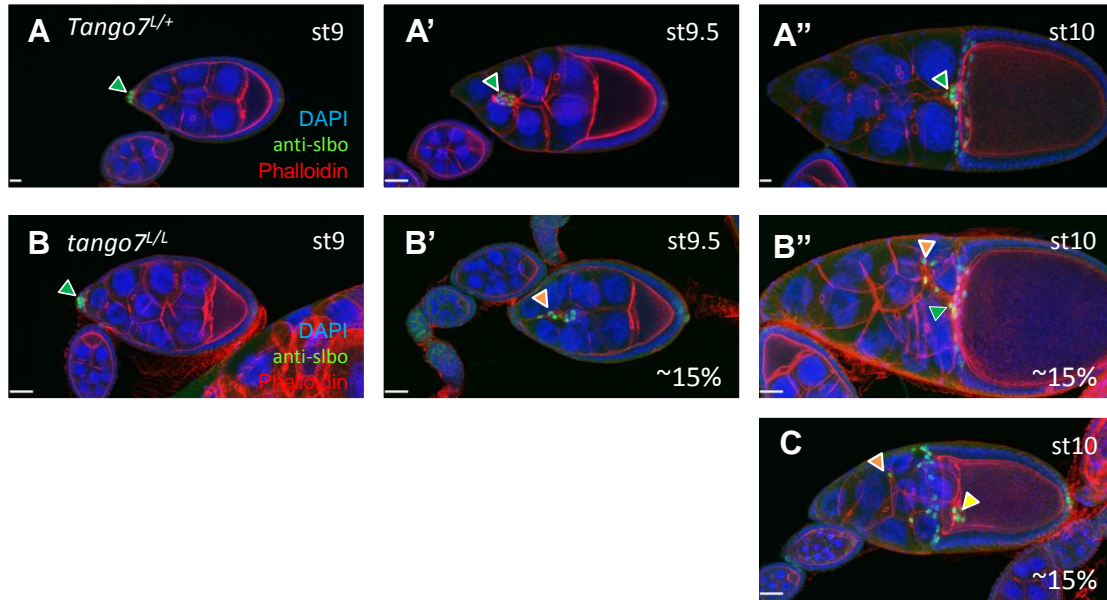 A Tango7L/+ st9
DAPI
anti-slbo
Phalloidin
A' st9.5
A" st10
B tango7L/L st9
DAPI
anti-slbo
Phalloidin
B' st9.5
~15%
B" st10
~15%
C st10
~15%